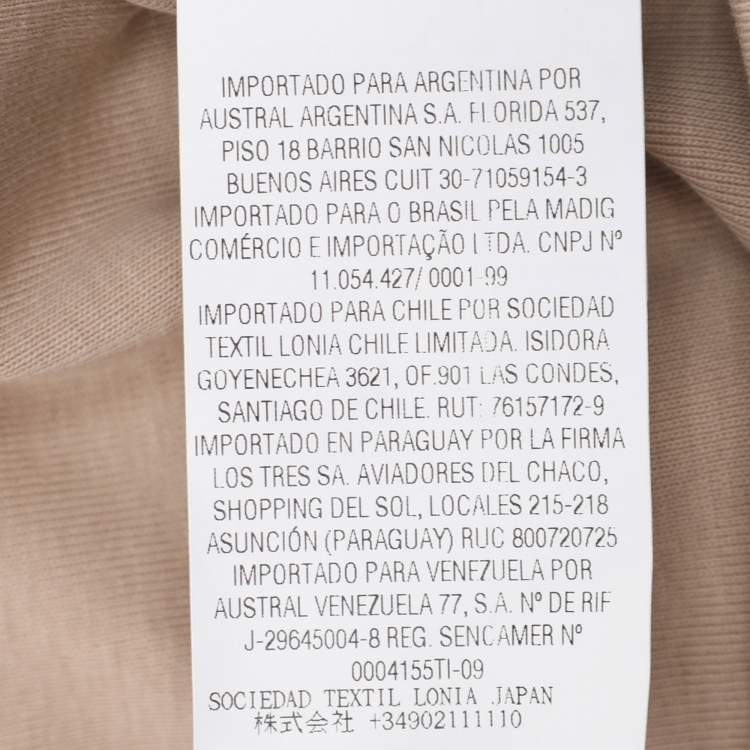 IMPORTADO PARA ARGENTINA POR
AUSTRAL ARGENTINA S.A. FLORIDA 537,
PISO 18 BARRIO SAN NICOLAS 1005
BUENOS AIRES CUIT 30-71059154-3
IMPORTADO PARA O BRASIL PELA MADIG
COMÉRCIO E IMPORTAÇÃO LTDA. CNPJ Nº
11.054.427/ 0001-99
IMPORTADO PARA CHILE POR SOCIEDAD
TEXTIL LONIA CHILE LIMITADA. ISIDORA
GOYENECHEA 3621, OF.901 LAS CONDES,
SANTIAGO DE CHILE. RUT: 76157172-9
IMPORTADO EN PARAGUAY POR LA FIRMA
LOS TRES SA. AVIADORES DEL CHACO,
SHOPPING DEL SOL, LOCALES 215-218
ASUNCIÓN (PARAGUAY) RUC 800720725
IMPORTADO PARA VENEZUELA POR
AUSTRAL VENEZUELA 77, S.A. Nº DE RIF
J-29645004-8 REG. SENCAMER Nº
0004155TI-09
SOCIEDAD TEXTIL LONIA JAPAN
株式会社 +34902111110